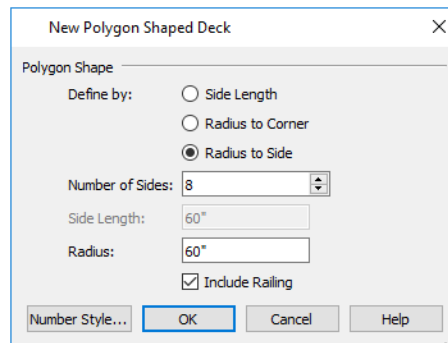 New Polygon Shaped Deck
Polygon Shape
Define by: Side Length
Radius to Corner
Radius to Side
Number of Sides: 8
Side Length: 60"
Radius: 60"
Include Railing
Number Style... OK Cancel Help